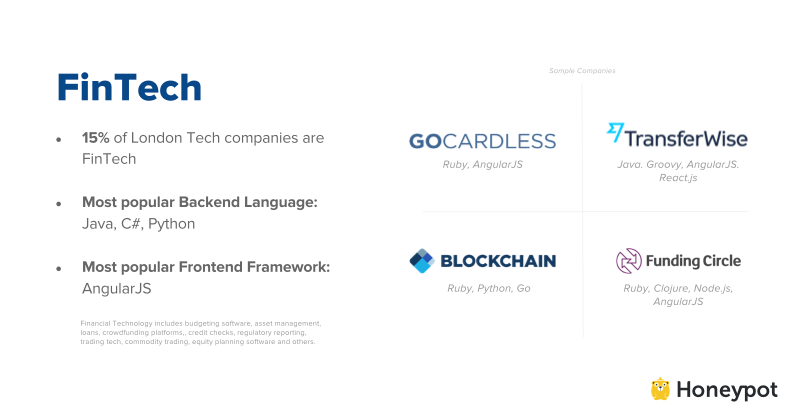 FinTech
• 15% of London Tech companies are
FinTech
• Most popular Backend Language:
Java, C#, Python
• Most popular Frontend Framework:
AngularJS
Financial Technology includes budgeting software, asset management,
loans, crowdfunding platforms,, credit checks, regulatory reporting,
trading tech, commodity trading, equity planning software and others.
Sample Companies
GOCARDLESS
Ruby, AngularJS
TransferWise
Java. Groovy, AngularJS.
React.js
BLOCKCHAIN
Ruby, Python, Go
Funding Circle
Ruby, Clojure, Node.js,
AngularJS
Honeypot